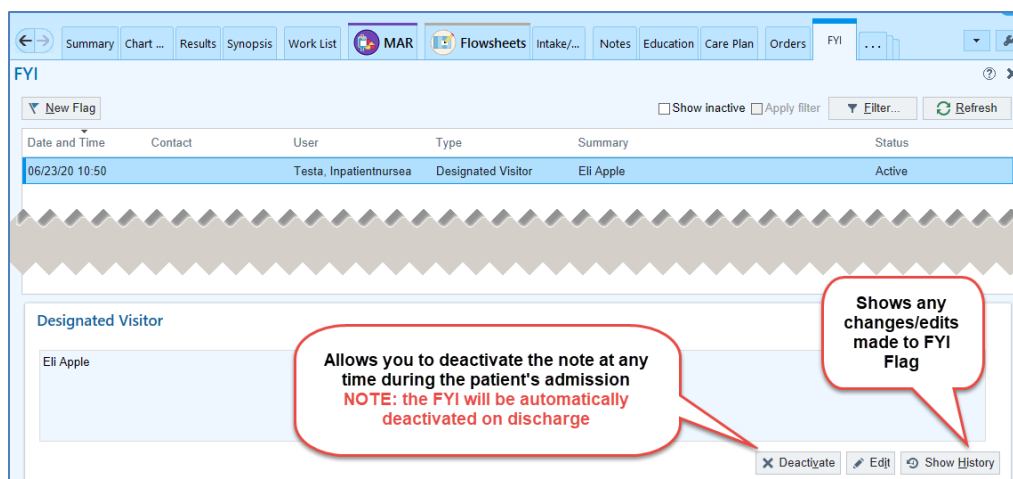 Summary Chart ... Results Synopsis Work List MAR Flowsheets Intake/... Notes Education Care Plan Orders FYI ...
FYI
New Flag Show inactive Apply filter Filter... Refresh
Date and Time Contact User Type Summary Status
06/23/20 10:50 Testa, Inpatientnursea Designated Visitor Eli Apple Active
Designated Visitor
Eli Apple
Allows you to deactivate the note at any
time during the patient's admission
NOTE: the FYI will be automatically
deactivated on discharge
Shows any
changes/edits
made to FYI
Flag
Deactivate Edit Show History